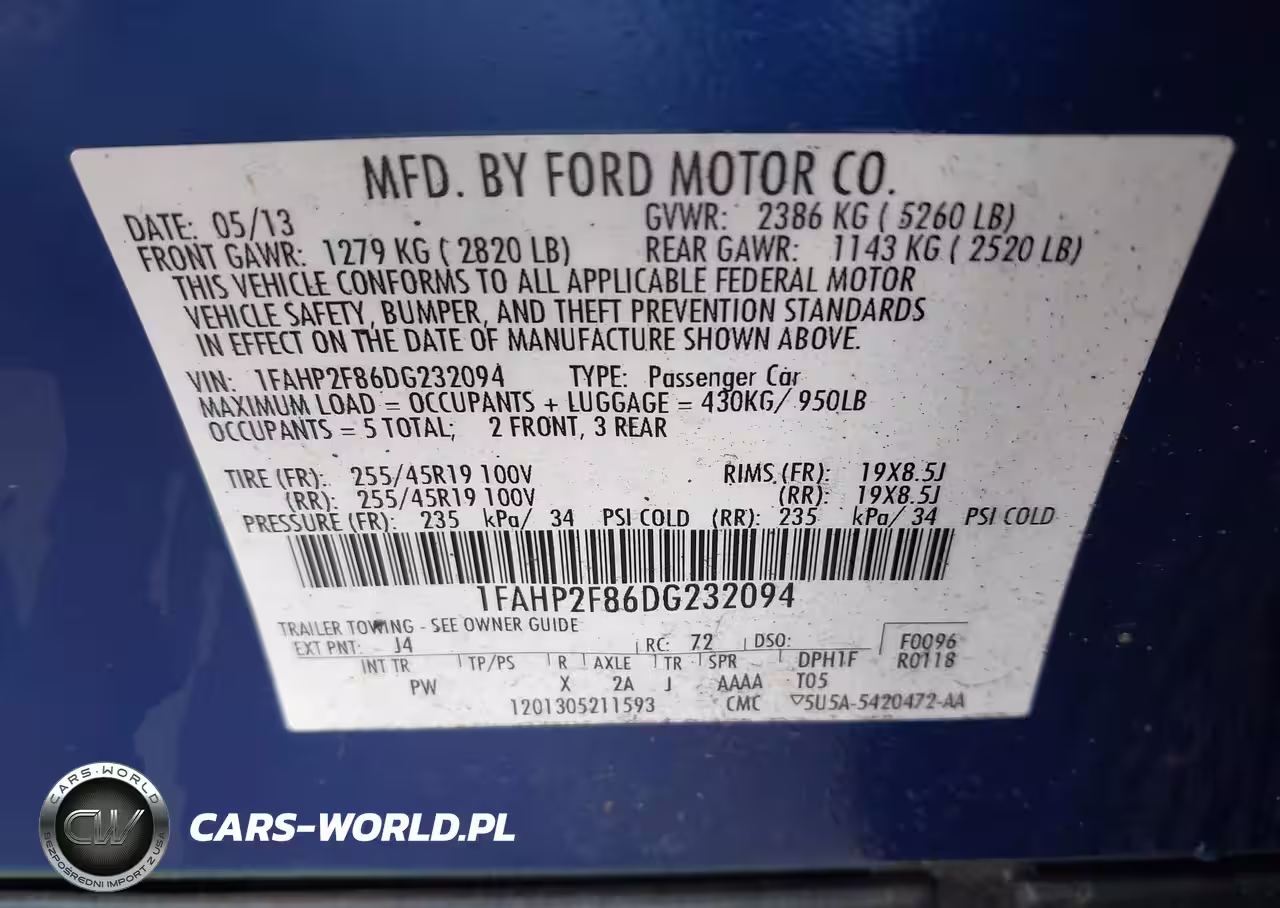 MFD. BY FORD MOTOR CO.
DATE: 05/13 GVWR: 2386 KG ( 5260 LB)
FRONT GAWR: 1279 KG ( 2820 LB) REAR GAWR: 1143 KG ( 2520 LB)
THIS VEHICLE CONFORMS TO ALL APPLICABLE FEDERAL MOTOR
VEHICLE SAFETY, BUMPER, AND THEFT PREVENTION STANDARDS
IN EFFECT ON THE DATE OF MANUFACTURE SHOWN ABOVE.
VIN: 1FAHP2F86DG232094 TYPE: Passenger Car
MAXIMUM LOAD = OCCUPANTS + LUGGAGE = 430KG/ 950LB
OCCUPANTS = 5 TOTAL; 2 FRONT, 3 REAR
TIRE (FR): 255/45R19 100V RIMS (FR): 19X8.5J
(RR): 255/45R19 100V (RR): 19X8.5J
PRESSURE (FR): 235 kPa/ 34 PSI COLD (RR): 235 kPa/ 34 PSI COLD
1FAHP2F86DG232094
TRAILER TOWING - SEE OWNER GUIDE
EXT PNT: J4 RC: 72 DSO: F0096
INT TR TP/PS R AXLE TR SPR DPH1F R0118
PW X 2A J AAAA T05
1201305211593 CMC ▽5U5A-5420472-AA
CARS-WORLD
CW
BEZPOŚREDNI IMPORT Z USA
CARS-WORLD.PL